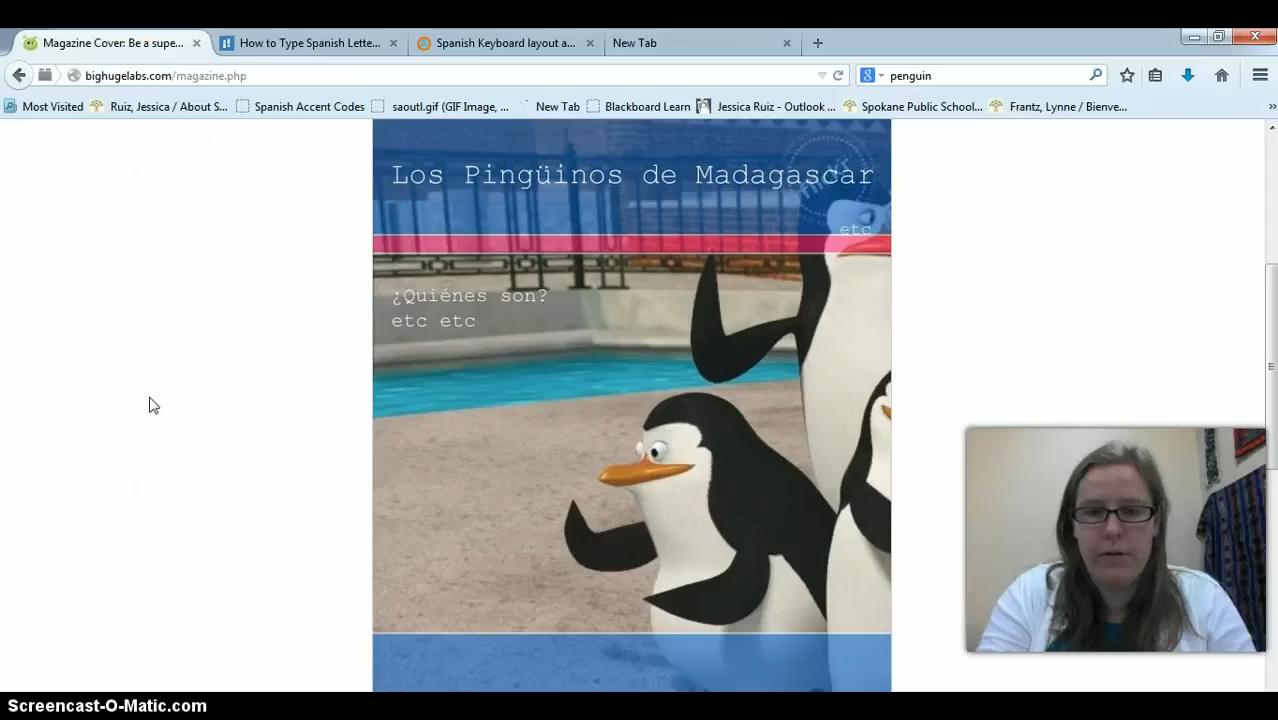 Magazine Cover: Be a supe...
How to Type Spanish Lette...
Spanish Keyboard layout a...
New Tab
bighugelabs.com/magazine.php
penguin
Most Visited
Ruiz, Jessica / About S...
Spanish Accent Codes
saoutl.gif (GIF Image, ...
New Tab
Blackboard Learn
Jessica Ruiz - Outlook ...
Spokane Public School...
Frantz, Lynne / Bienve...
Los Pingüinos de Madagascar
etc
¿Quiénes son?
etc etc
Screencast-O-Matic.com